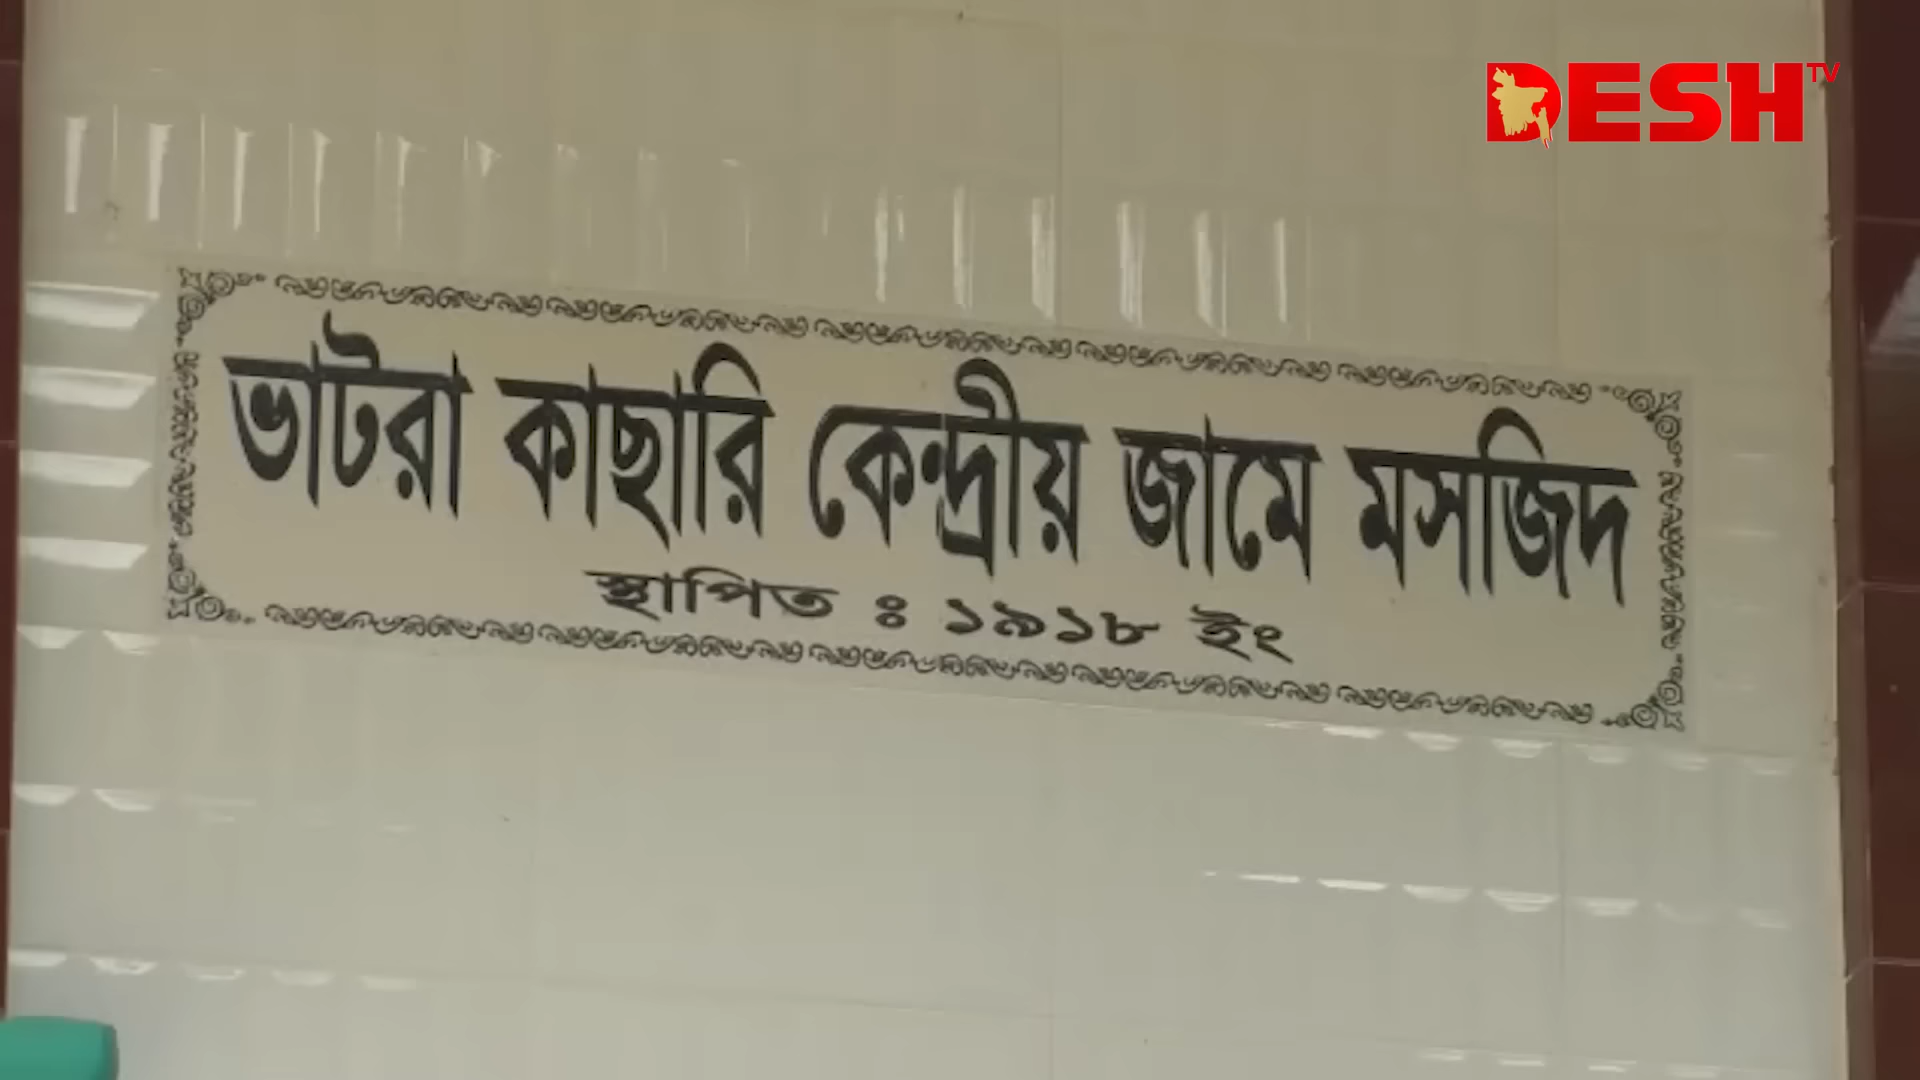 DESH TV
ভাটরা কাছারি কেন্দ্রীয় জামে মসজিদ
স্থাপিত ঃ ১৯১৮ ইং